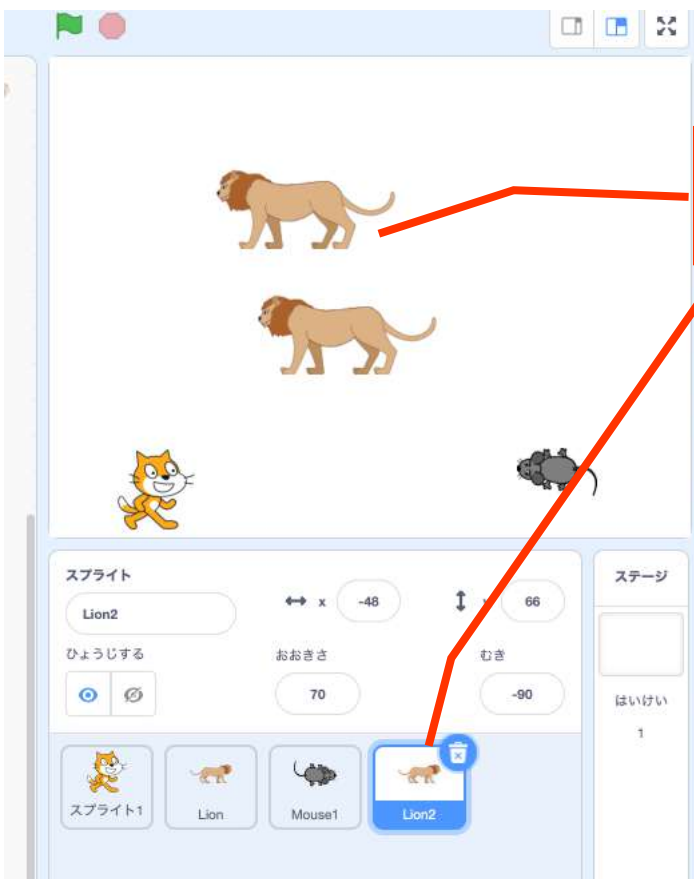 スプライト
Lion2
x
-48
66
ひょうじする
おおきさ
むき
70
-90
スプライト1
Lion
Mouse1
Lion2
ステージ
はいけい
1